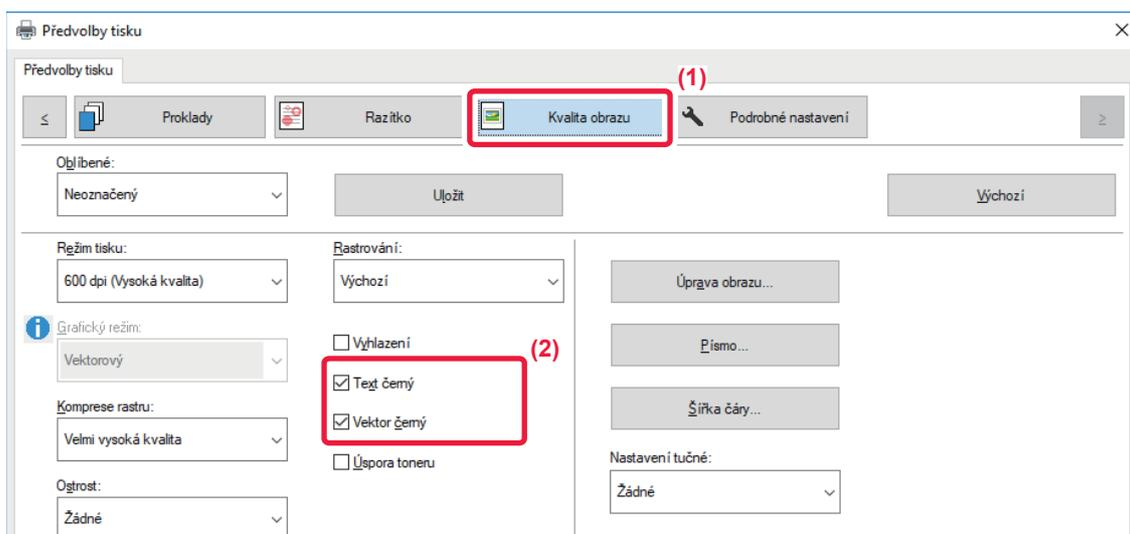 Předvolby tisku
Předvolby tisku
(1)
< Proklady Razítko Kvalita obrazu Podrobné nastavení >
Oblíbené:
Neoznačený Uložit Výchozí
Režim tisku: Rastrování:
600 dpi (Vysoká kvalita) Výchozí Úprava obrazu...
Grafický režim:
Vyhlazení (2) Písmo...
Vektorový
Text černý
Komprese rastru: Šířka čáry...
Vektor černý
Velmi vysoká kvalita
Úspora toneru Nastavení tučné:
Ostrost: Žádné
Žádné